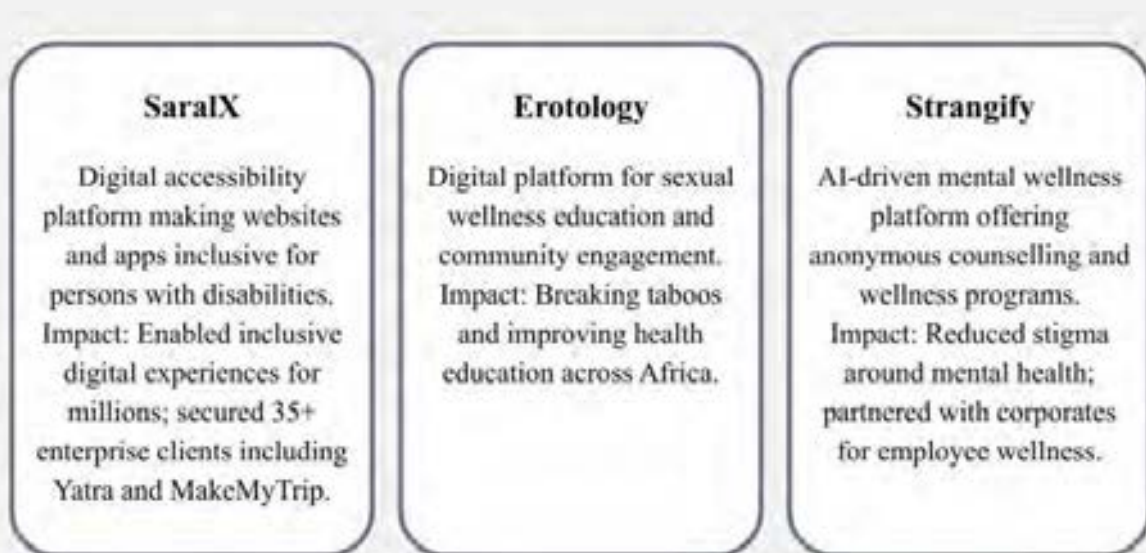 SaralX
Digital accessibility
platform making websites
and apps inclusive for
persons with disabilities.
Impact: Enabled inclusive
digital experiences for
millions; secured 35+
enterprise clients including
Yatra and MakeMyTrip.
Erotology
Digital platform for sexual
wellness education and
community engagement.
Impact: Breaking taboos
and improving health
education across Africa.
Strangify
AI-driven mental wellness
platform offering
anonymous counselling and
wellness programs.
Impact: Reduced stigma
around mental health;
partnered with corporates
for employee wellness.